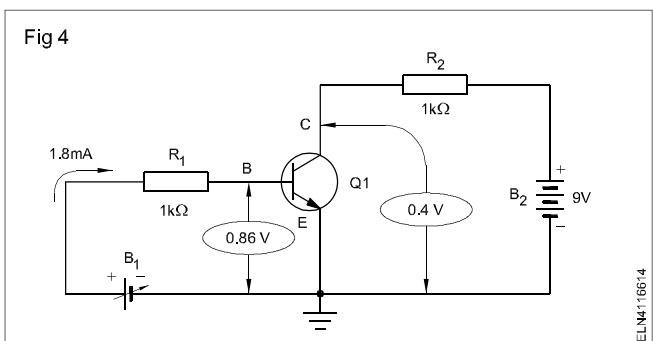 Fig 4
R2
1kΩ
C
1.8mA
R1
B
Q1
1kΩ
E
0.86 V
0.4 V
+
B2
9V
–
B1
+
–
ELN4116614